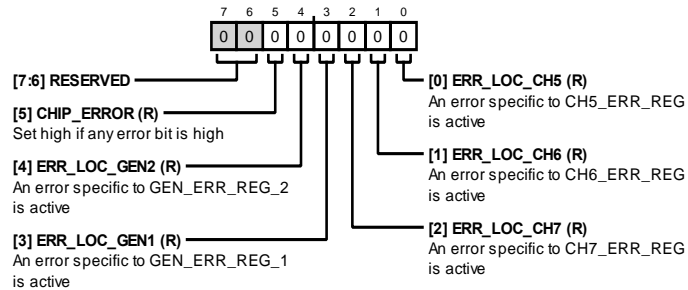 7 6 5 4 3 2 1 0
0 0 0 0 0 0 0 0
[7:6] RESERVED
[5] CHIP_ERROR (R)
Set high if any error bit is high
[4] ERR_LOC_GEN2 (R)
An error specific to GEN_ERR_REG_2
is active
[3] ERR_LOC_GEN1 (R)
An error specific to GEN_ERR_REG_1
is active
[0] ERR_LOC_CH5 (R)
An error specific to CH5_ERR_REG
is active
[1] ERR_LOC_CH6 (R)
An error specific to CH6_ERR_REG
is active
[2] ERR_LOC_CH7 (R)
An error specific to CH7_ERR_REG
is active